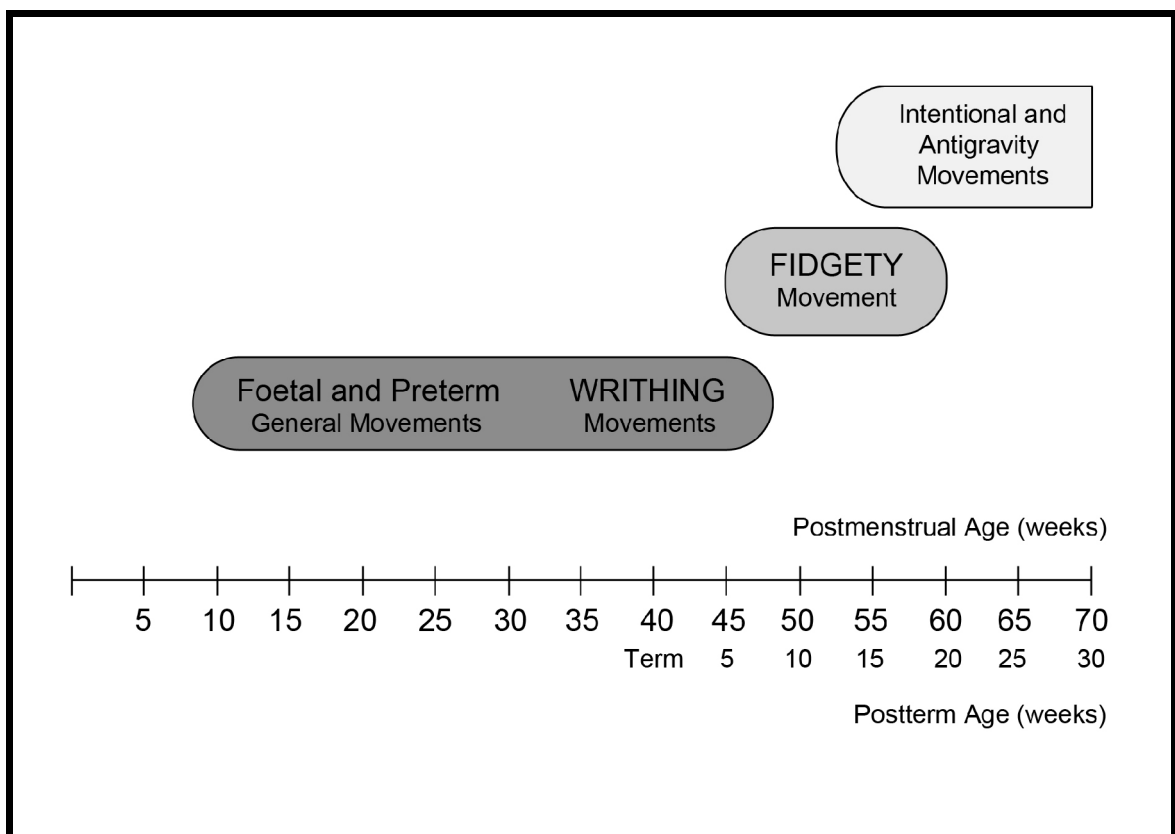 Intentional and
Antigravity
Movements
FIDGETY
Movement
Foetal and Preterm
General Movements
WRITHING
Movements
Postmenstrual Age (weeks)
5 10 15 20 25 30 35 40 45 50 55 60 65 70
Term 5 10 15 20 25 30
Postterm Age (weeks)